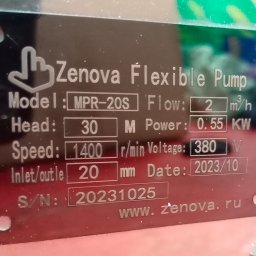 Zenova Flexible Pump
Model: MPR-20S Flow: 2 m³/h
Head: 30 M Power: 0.55 KW
Speed: 1400 r/min Voltage: 380 V
Inlet/outle 20 mm Date: 2023/10
S/N: 20231025
www.zenova.ru